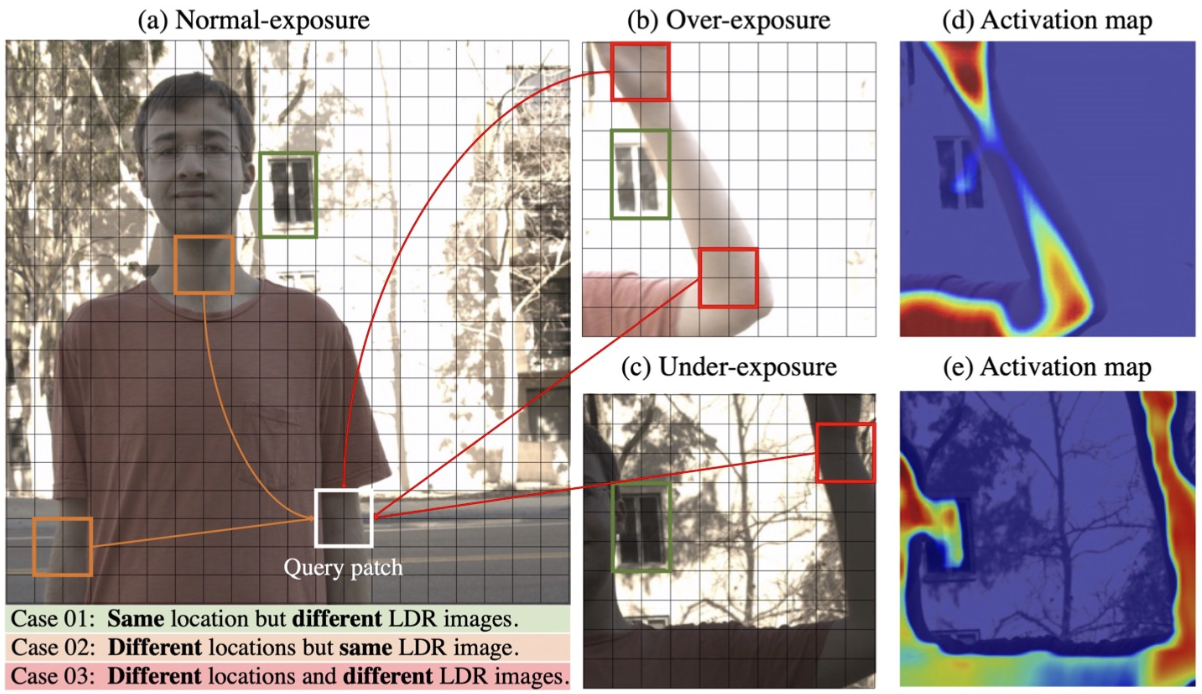 (a) Normal-exposure
(b) Over-exposure
(d) Activation map
(c) Under-exposure
(e) Activation map
Query patch
Case 01: Same location but different LDR images.
Case 02: Different locations but same LDR image.
Case 03: Different locations and different LDR images.